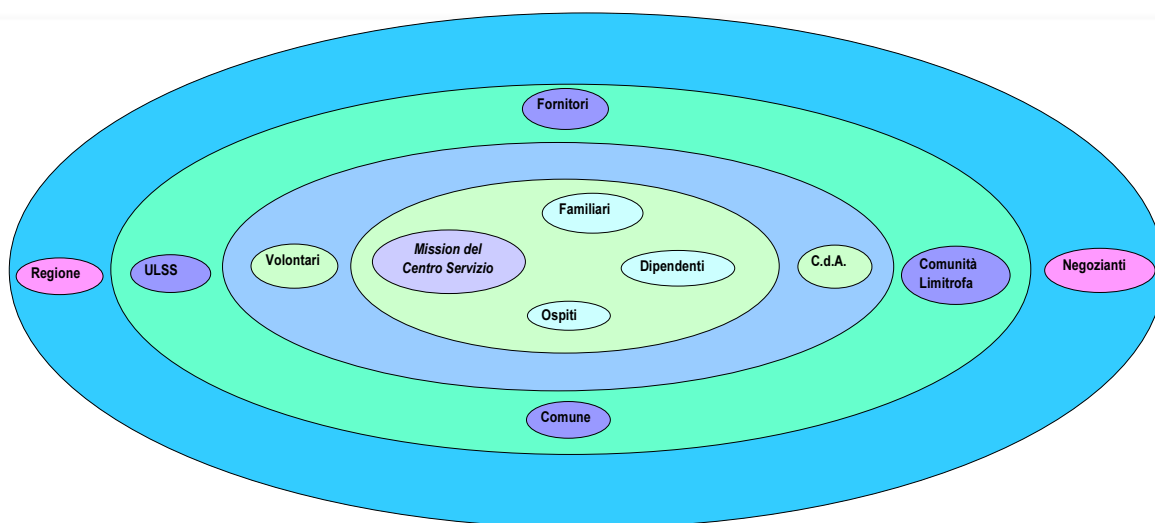 Fornitori
Familiari
Mission del
Centro Servizio
Volontari
Dipendenti
C.d.A.
Regione
ULSS
Comunità
Limitrofa
Negozianti
Ospiti
Comune